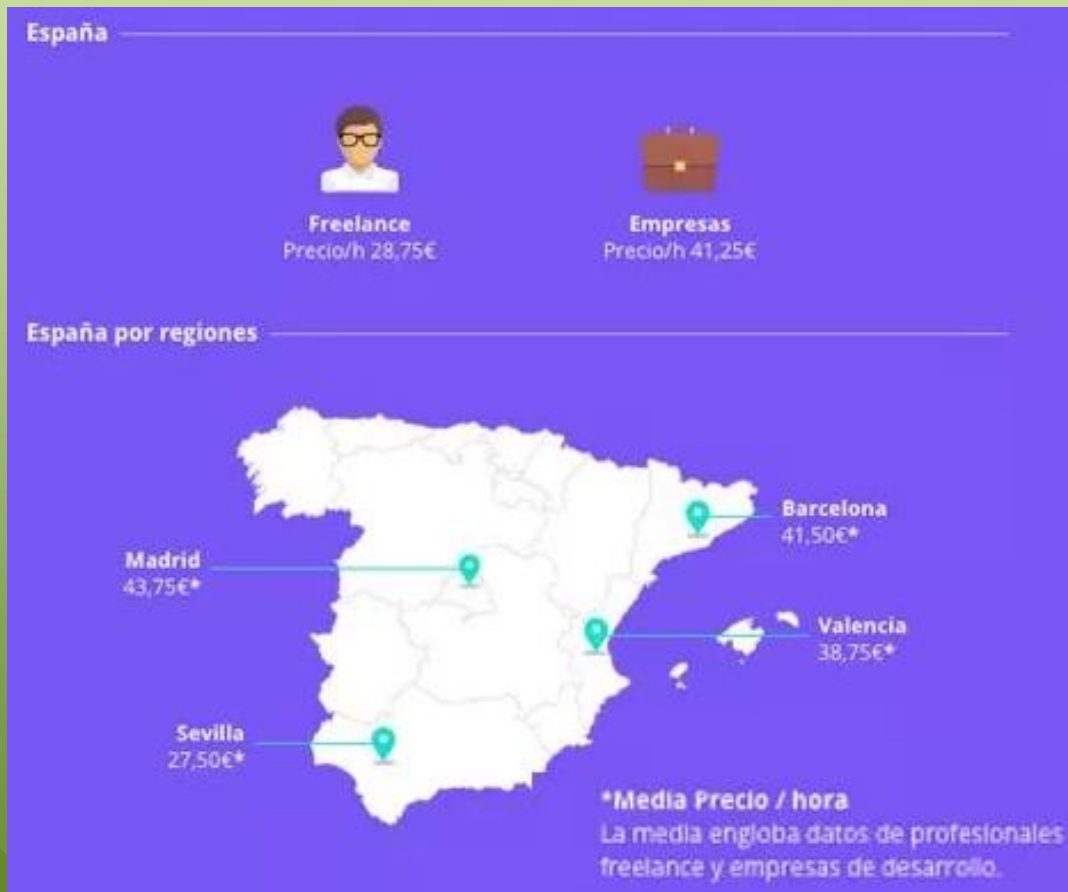 España
Freelance
Precio/h 28,75€
Empresas
Precio/h 41,25€
España por regiones
Barcelona
41,50€*
Madrid
43,75€*
Valencia
38,75€*
Sevilla
27,50€*
*Media Precio / hora
La media engloba datos de profesionales
freelance y empresas de desarrollo.